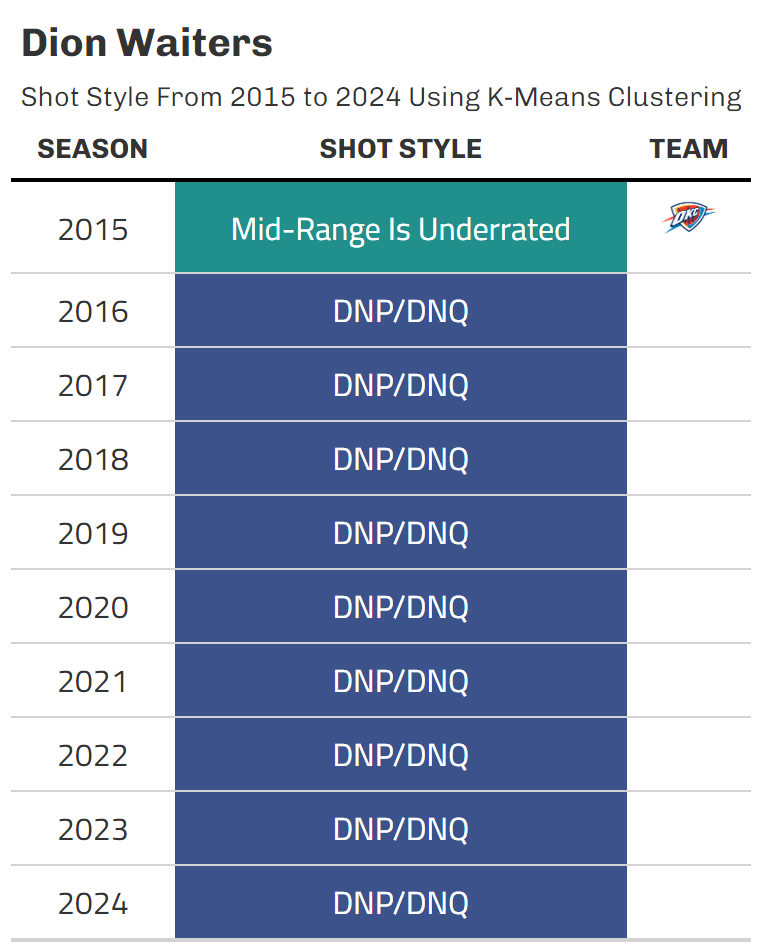 Dion Waiters
Shot Style From 2015 to 2024 Using K-Means Clustering
SEASON SHOT STYLE TEAM
2015 Mid-Range Is Underrated OKC
2016 DNP/DNQ
2017 DNP/DNQ
2018 DNP/DNQ
2019 DNP/DNQ
2020 DNP/DNQ
2021 DNP/DNQ
2022 DNP/DNQ
2023 DNP/DNQ
2024 DNP/DNQ